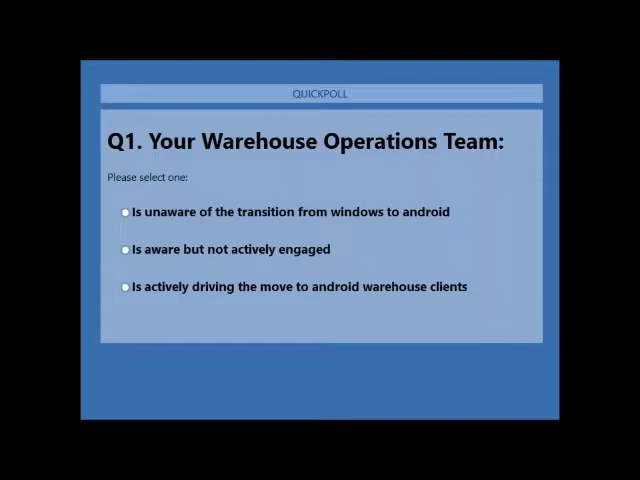 QUICKPOLL
Q1. Your Warehouse Operations Team:
Please select one:
Is unaware of the transition from windows to android
Is aware but not actively engaged
Is actively driving the move to android warehouse clients